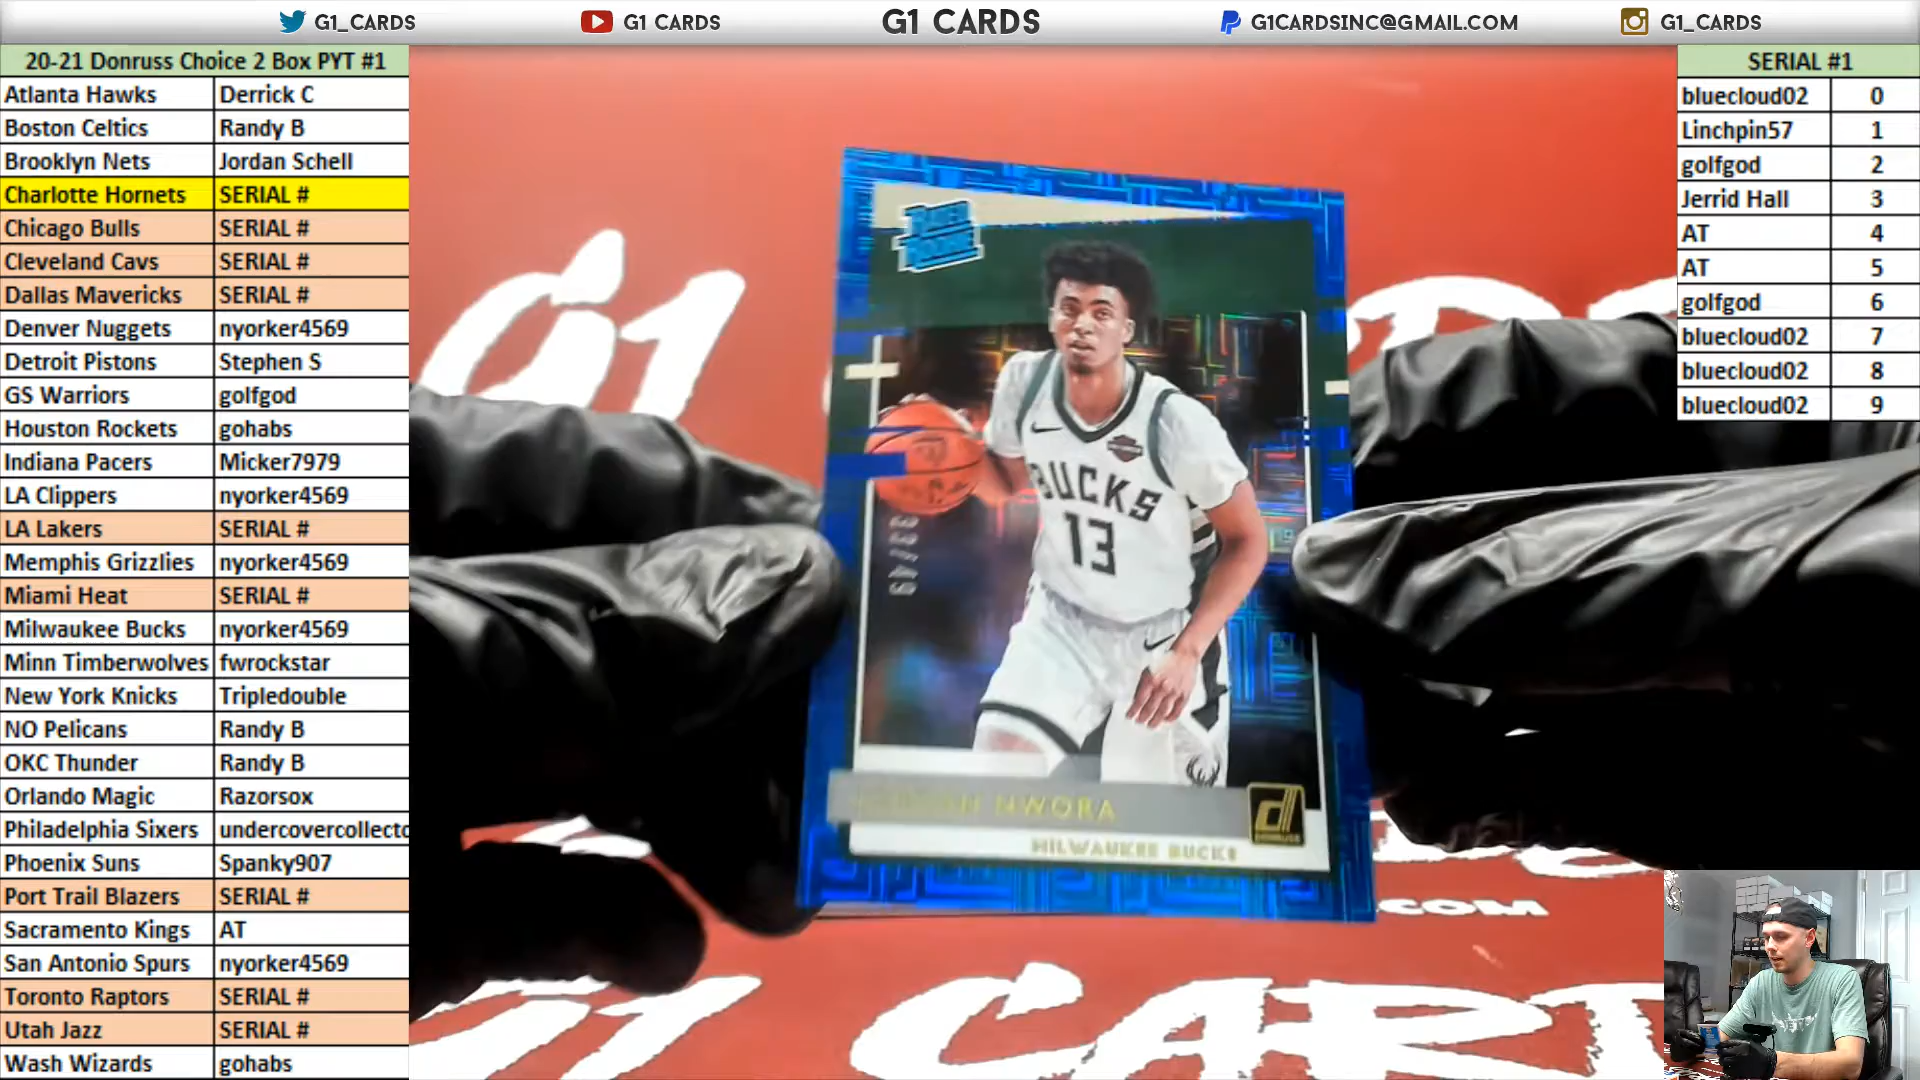 G1_CARDS
G1 CARDS
G1 CARDS
G1CARDSINC@GMAIL.COM
G1_CARDS
20-21 Donruss Choice 2 Box PYT #1
Atlanta Hawks Derrick C
Boston Celtics Randy B
Brooklyn Nets Jordan Schell
Charlotte Hornets SERIAL #
Chicago Bulls SERIAL #
Cleveland Cavs SERIAL #
Dallas Mavericks SERIAL #
Denver Nuggets nyorker4569
Detroit Pistons Stephen S
GS Warriors golfgod
Houston Rockets gohabs
Indiana Pacers Micker7979
LA Clippers nyorker4569
LA Lakers SERIAL #
Memphis Grizzlies nyorker4569
Miami Heat SERIAL #
Milwaukee Bucks nyorker4569
Minn Timberwolves fwrockstar
New York Knicks Tripledouble
NO Pelicans Randy B
OKC Thunder Randy B
Orlando Magic Razorsox
Philadelphia Sixers undercovercollecto
Phoenix Suns Spanky907
Port Trail Blazers SERIAL #
Sacramento Kings AT
San Antonio Spurs nyorker4569
Toronto Raptors SERIAL #
Utah Jazz SERIAL #
Wash Wizards gohabs
SERIAL #1
bluecloud02 0
Linchpin57 1
golfgod 2
Jerrid Hall 3
AT 4
AT 5
golfgod 6
bluecloud02 7
bluecloud02 8
bluecloud02 9
RATED
ROOKIE
BUCKS
13
NWORA
MILWAUKEE BUCKS
DONRUSS
G1
.COM
G1 CAR